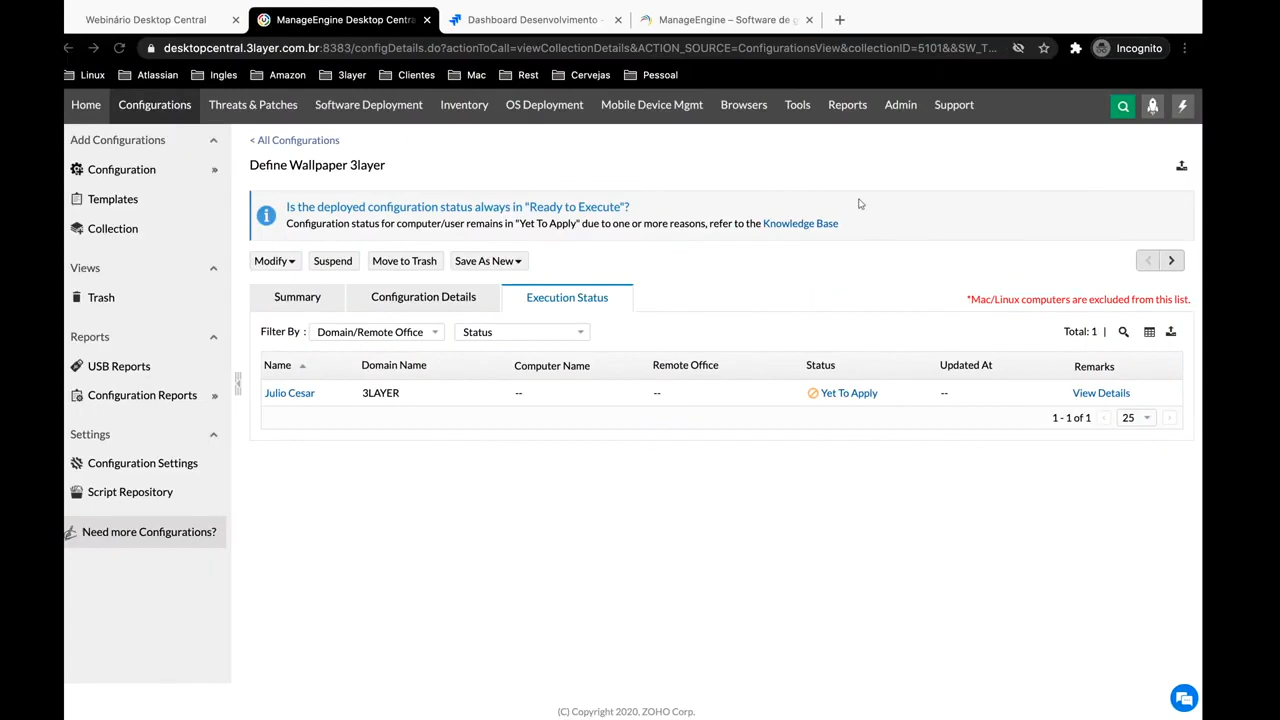 Webinário Desktop Central
ManageEngine Desktop Centra
Dashboard Desenvolvimento -
ManageEngine – Software de g
desktopcentral.3layer.com.br:8383/configDetails.do?actionToCall=viewCollectionDetails&ACTION_SOURCE=ConfigurationsView&collectionID=5101&&SW_T...
Incognito
Linux Atlassian Ingles Amazon 3layer Clientes Mac Rest Cervejas Pessoal
Home Configurations Threats & Patches Software Deployment Inventory OS Deployment Mobile Device Mgmt Browsers Tools Reports Admin Support
Add Configurations
Configuration
Templates
Collection
Views
Trash
Reports
USB Reports
Configuration Reports
Settings
Configuration Settings
Script Repository
Need more Configurations?
< All Configurations
Define Wallpaper 3layer
Is the deployed configuration status always in "Ready to Execute"?
Configuration status for computer/user remains in "Yet To Apply" due to one or more reasons, refer to the Knowledge Base
Modify Suspend Move to Trash Save As New
Summary Configuration Details Execution Status
*Mac/Linux computers are excluded from this list.
Filter By : Domain/Remote Office Status
Total: 1 |
Name Domain Name Computer Name Remote Office Status Updated At Remarks
Julio Cesar 3LAYER -- -- Yet To Apply -- View Details
1 - 1 of 1 25
(C) Copyright 2020, ZOHO Corp.